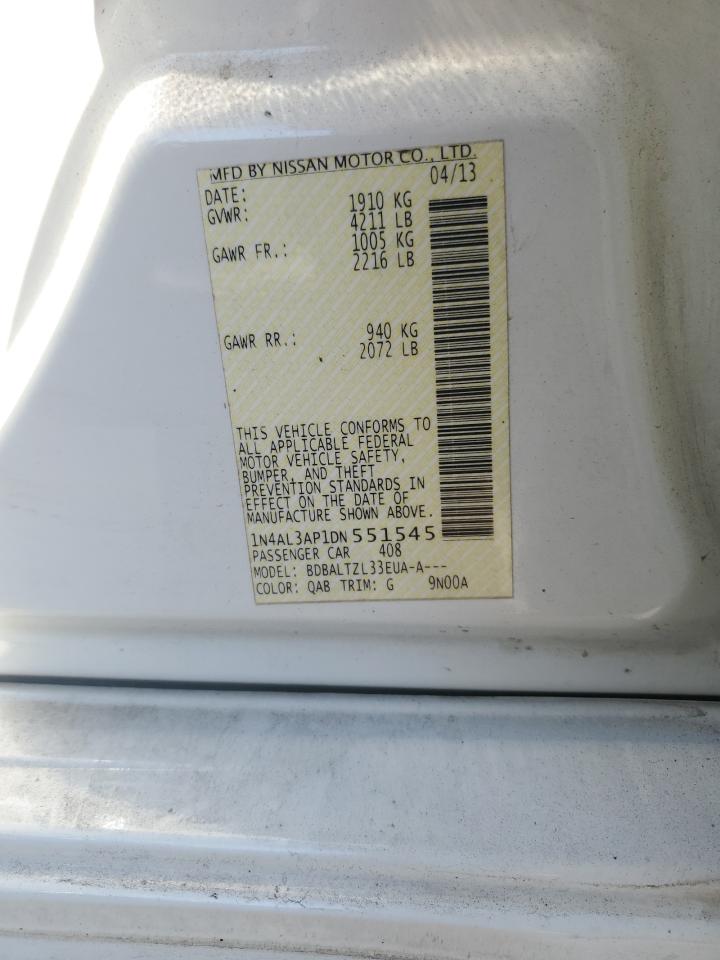 MFD BY NISSAN MOTOR CO., LTD.
DATE: 04/13
GVWR: 1910 KG
4211 LB
GAWR FR.: 1005 KG
2216 LB
GAWR RR.: 940 KG
2072 LB
THIS VEHICLE CONFORMS TO
ALL APPLICABLE FEDERAL
MOTOR VEHICLE SAFETY,
BUMPER, AND THEFT
PREVENTION STANDARDS IN
EFFECT ON THE DATE OF
MANUFACTURE SHOWN ABOVE.
1N4AL3AP1DN551545
PASSENGER CAR 408
MODEL: BDBALTZL33EUA-A---
COLOR: QAB TRIM: G 9N00A